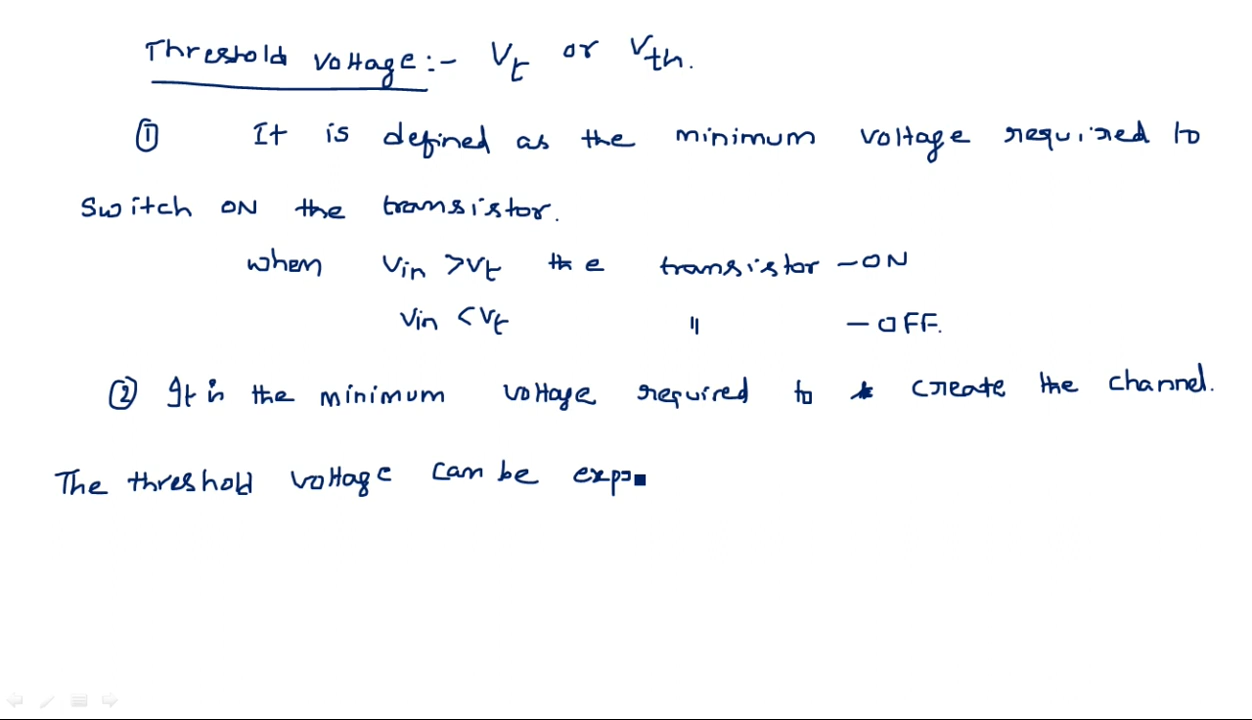 Threshold Voltage :- Vt or Vth.
① It is defined as the minimum voltage required to
Switch ON the transistor.
when Vin >Vt the transistor - ON
Vin <Vt " - OFF.
② It is the minimum voltage required to create the channel.
The threshold voltage can be exp